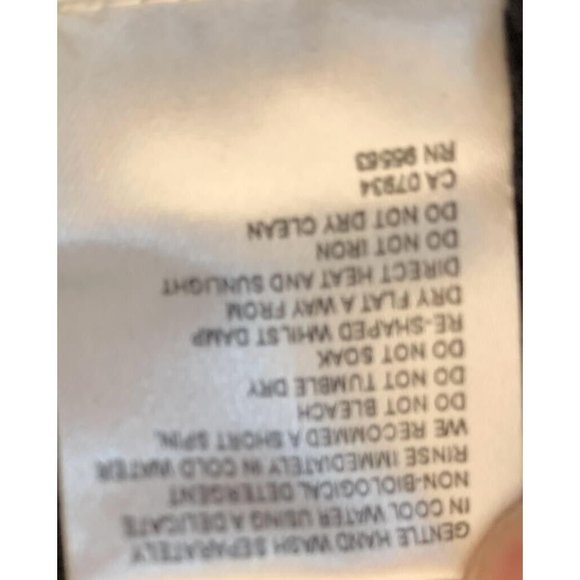 GENTLE HAND WASH SEPARATELY
IN COOL WATER USING A DELICATE
NON-BIOLOGICAL DETERGENT
RINSE IMMEDIATELY IN COLD WATER
WE RECOMMED A SHORT SPIN.
DO NOT BLEACH
DO NOT TUMBLE DRY
DO NOT SOAK
RE-SHAPED WHILST DAMP
DRY FLAT A WAY FROM
DIRECT HEAT AND SUNLIGHT
DO NOT IRON
DO NOT DRY CLEAN
CA 07934
RN 95563